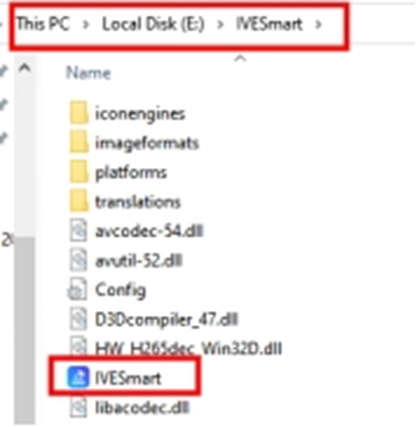 This PC > Local Disk (E:) > IVESmart >
Name
iconengines
imageformats
platforms
translations
avcodec-54.dll
avutil-52.dll
Config
D3Dcompiler_47.dll
HW_H265dec_Win32D.dll
IVESmart
libacodec.dll